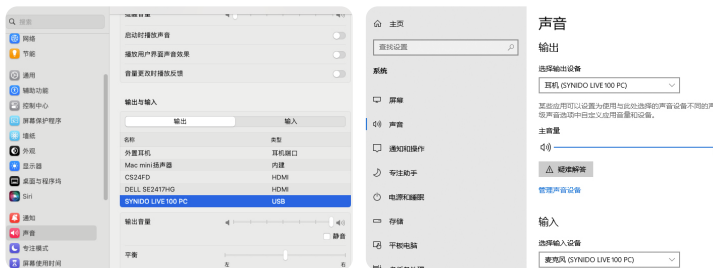 搜索
网络
节能
通用
辅助功能
控制中心
屏幕保护程序
墙纸
外观
显示器
桌面与程序坞
Siri
通知
声音
专注模式
屏幕使用时间
提醒音量
启动时播放声音
播放用户界面声音效果
音量更改时播放反馈
输出与输入
输出 输入
名称 类型
外置耳机 耳机端口
Mac mini扬声器 内建
CS24FD HDMI
DELL SE2417HG HDMI
SYNIDO LIVE 100 PC USB
输出音量
静音
平衡
左 右
主页
查找设置
系统
屏幕
声音
通知和操作
专注助手
电源和睡眠
存储
平板电脑
声音
输出
选择输出设备
耳机 (SYNIDO LIVE 100 PC)
某些应用可以设置为使用与此处选择的声音设备不同的声
级声音选项中自定义应用音量和设备。
主音量
疑难解答
管理声音设备
输入
选择输入设备
麦克风 (SYNIDO LIVE 100 PC)